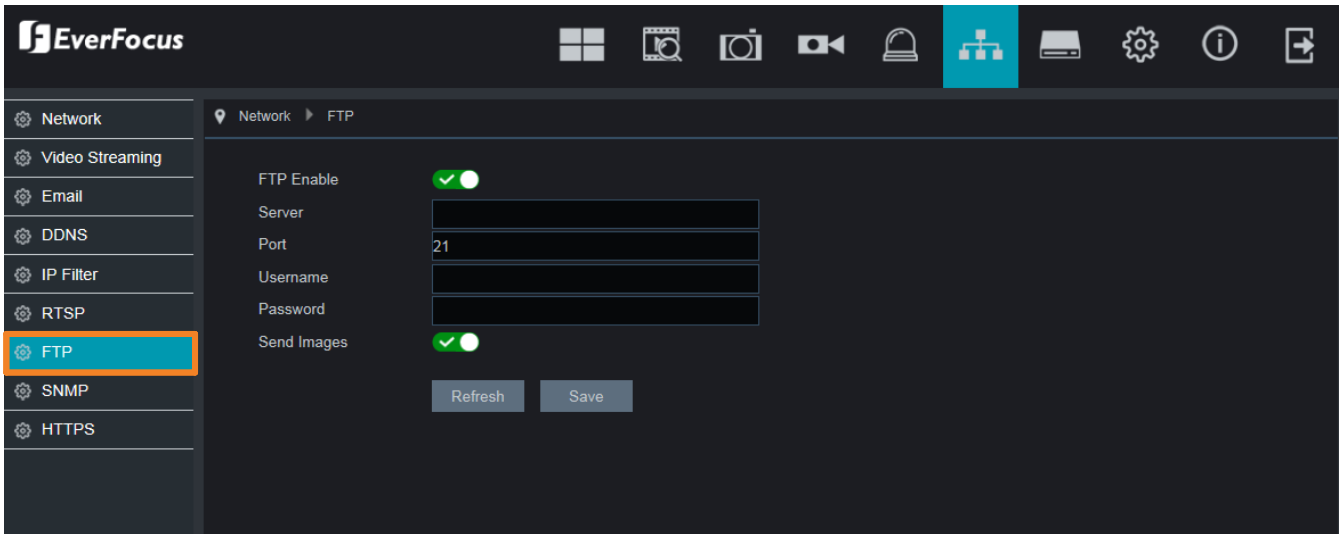 EverFocus
Network
Video Streaming
Email
DDNS
IP Filter
RTSP
FTP
SNMP
HTTPS
Network FTP
FTP Enable
Server
Port 21
Username
Password
Send Images
Refresh Save